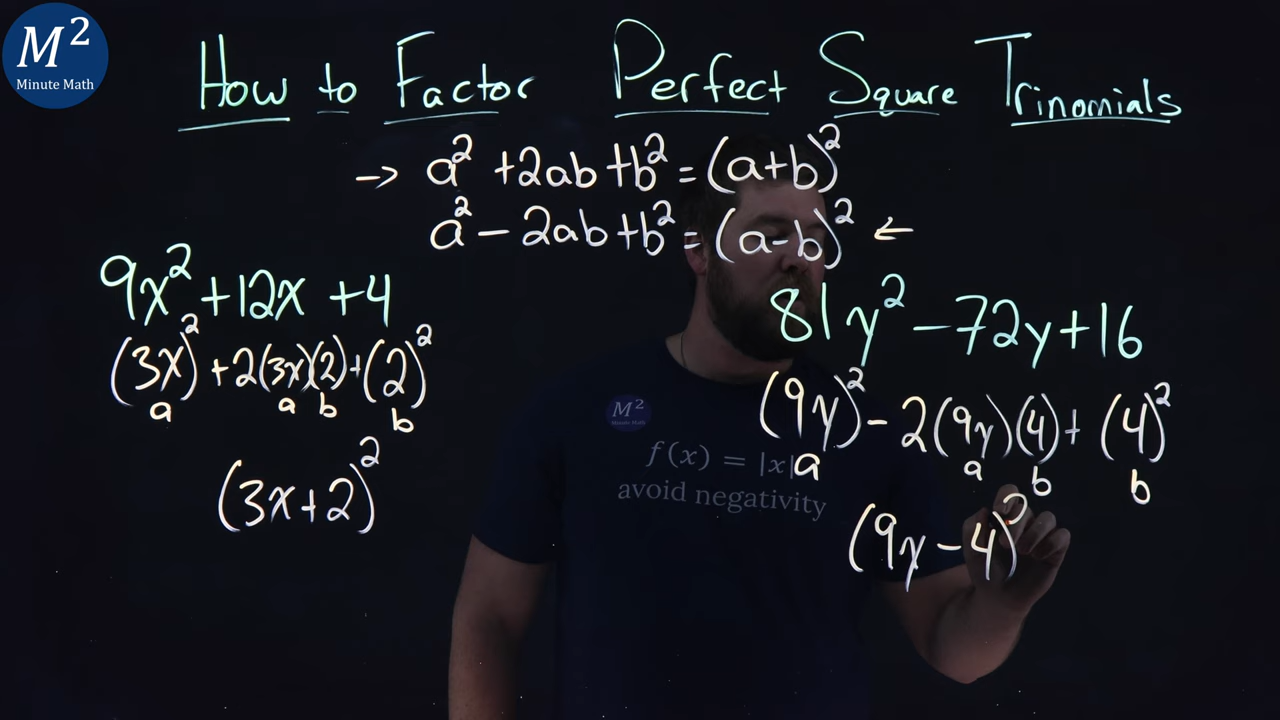 M²
Minute Math
How to Factor Perfect Square Trinomials
→ a² + 2ab + b² = (a+b)²
a² − 2ab + b² = (a−b)² ←
9x² + 12x + 4
(3x)² + 2(3x)(2) + (2)²
a a b b
(3x+2)²
81y² − 72y + 16
(9y)² − 2(9y)(4) + (4)²
a a b b
(9y − 4)²
M²
Minute Math
f(x) = |x|
avoid negativity